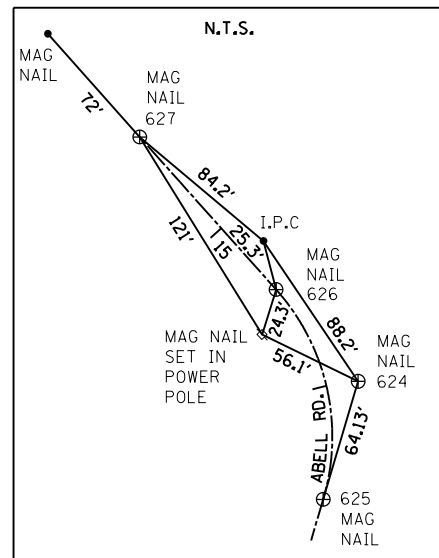 N.T.S.
MAG
NAIL
MAG
NAIL
627
72'
84.2'
I.P.C
25.3'
115
121'
MAG
NAIL
626
24.3'
88.2'
MAG NAIL
SET IN
POWER
POLE
56.1'
MAG
NAIL
624
64.13'
ABELL RD.
625
MAG
NAIL